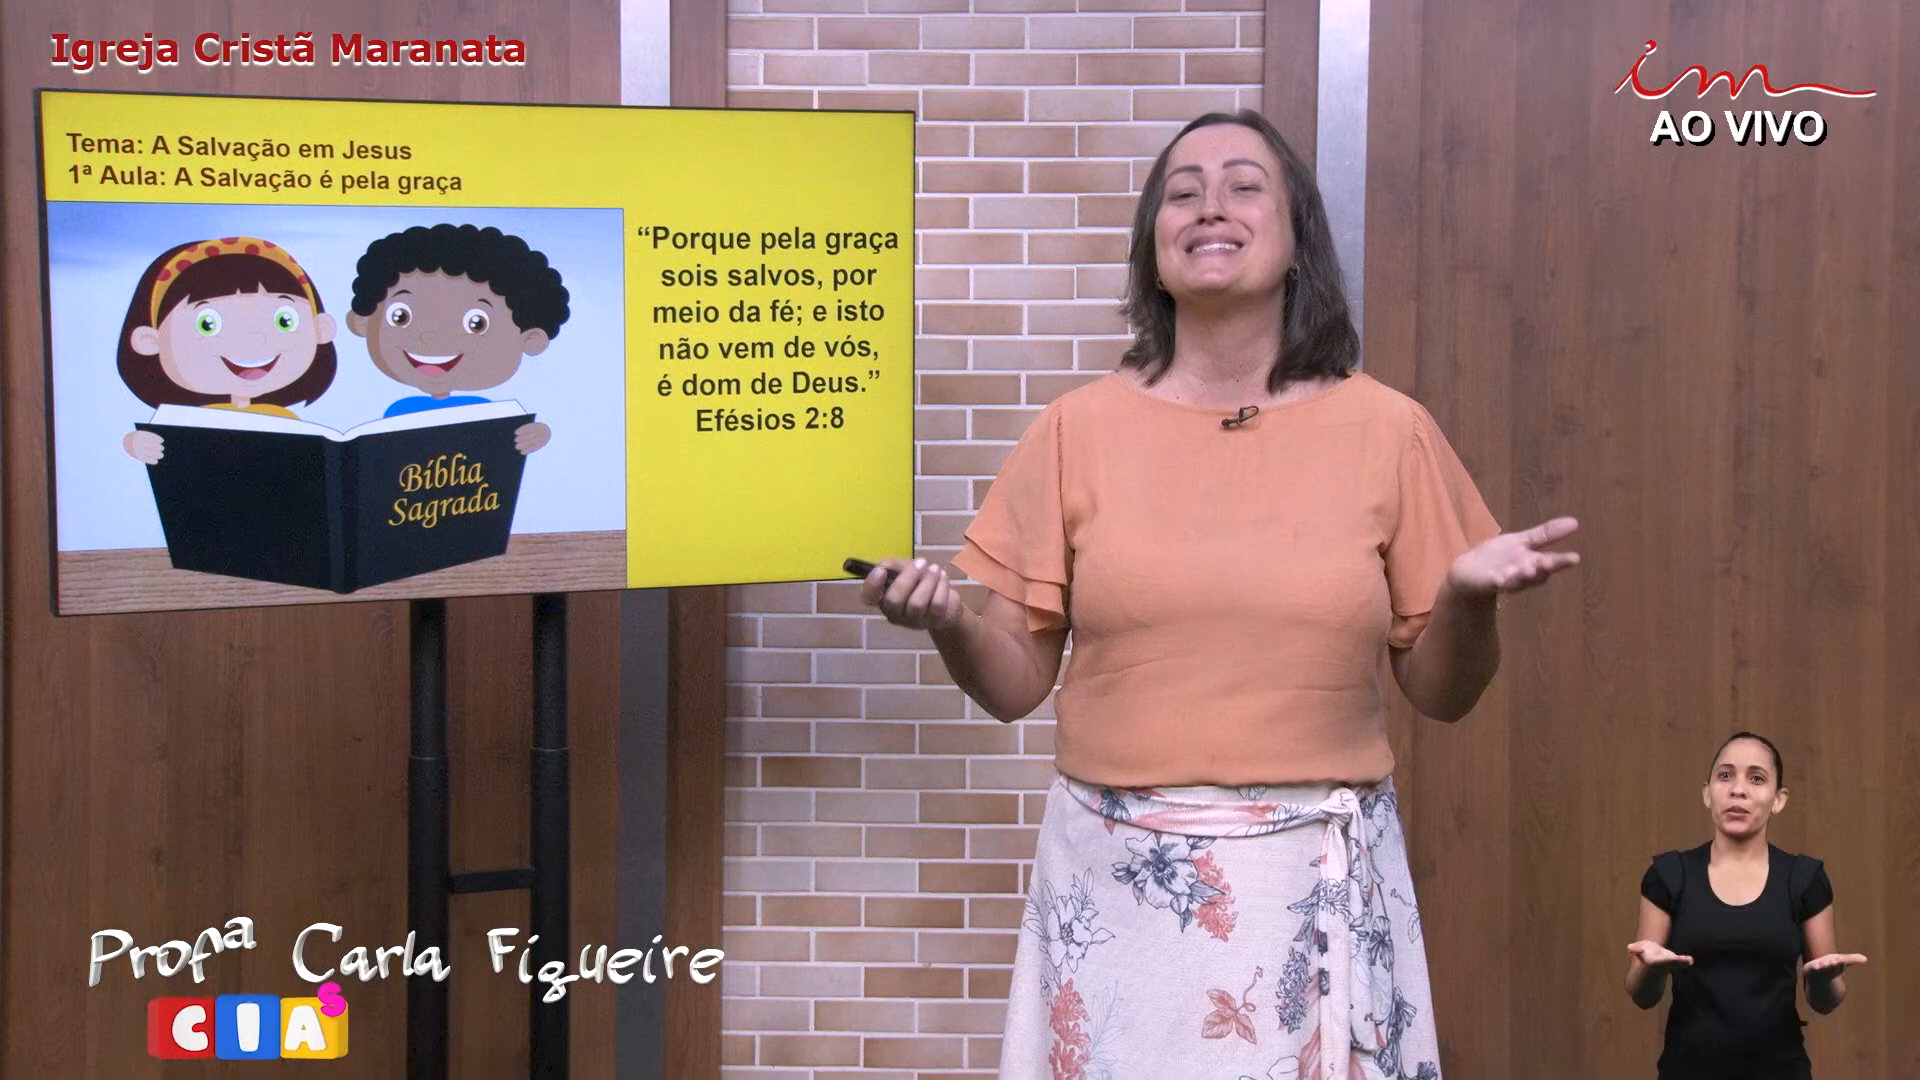 Igreja Cristã Maranata
im
AO VIVO
Tema: A Salvação em Jesus
1ª Aula: A Salvação é pela graça
“Porque pela graça
sois salvos, por
meio da fé; e isto
não vem de vós,
é dom de Deus.”
Efésios 2:8
Bíblia
Sagrada
Profª Carla Figueire
CIAS